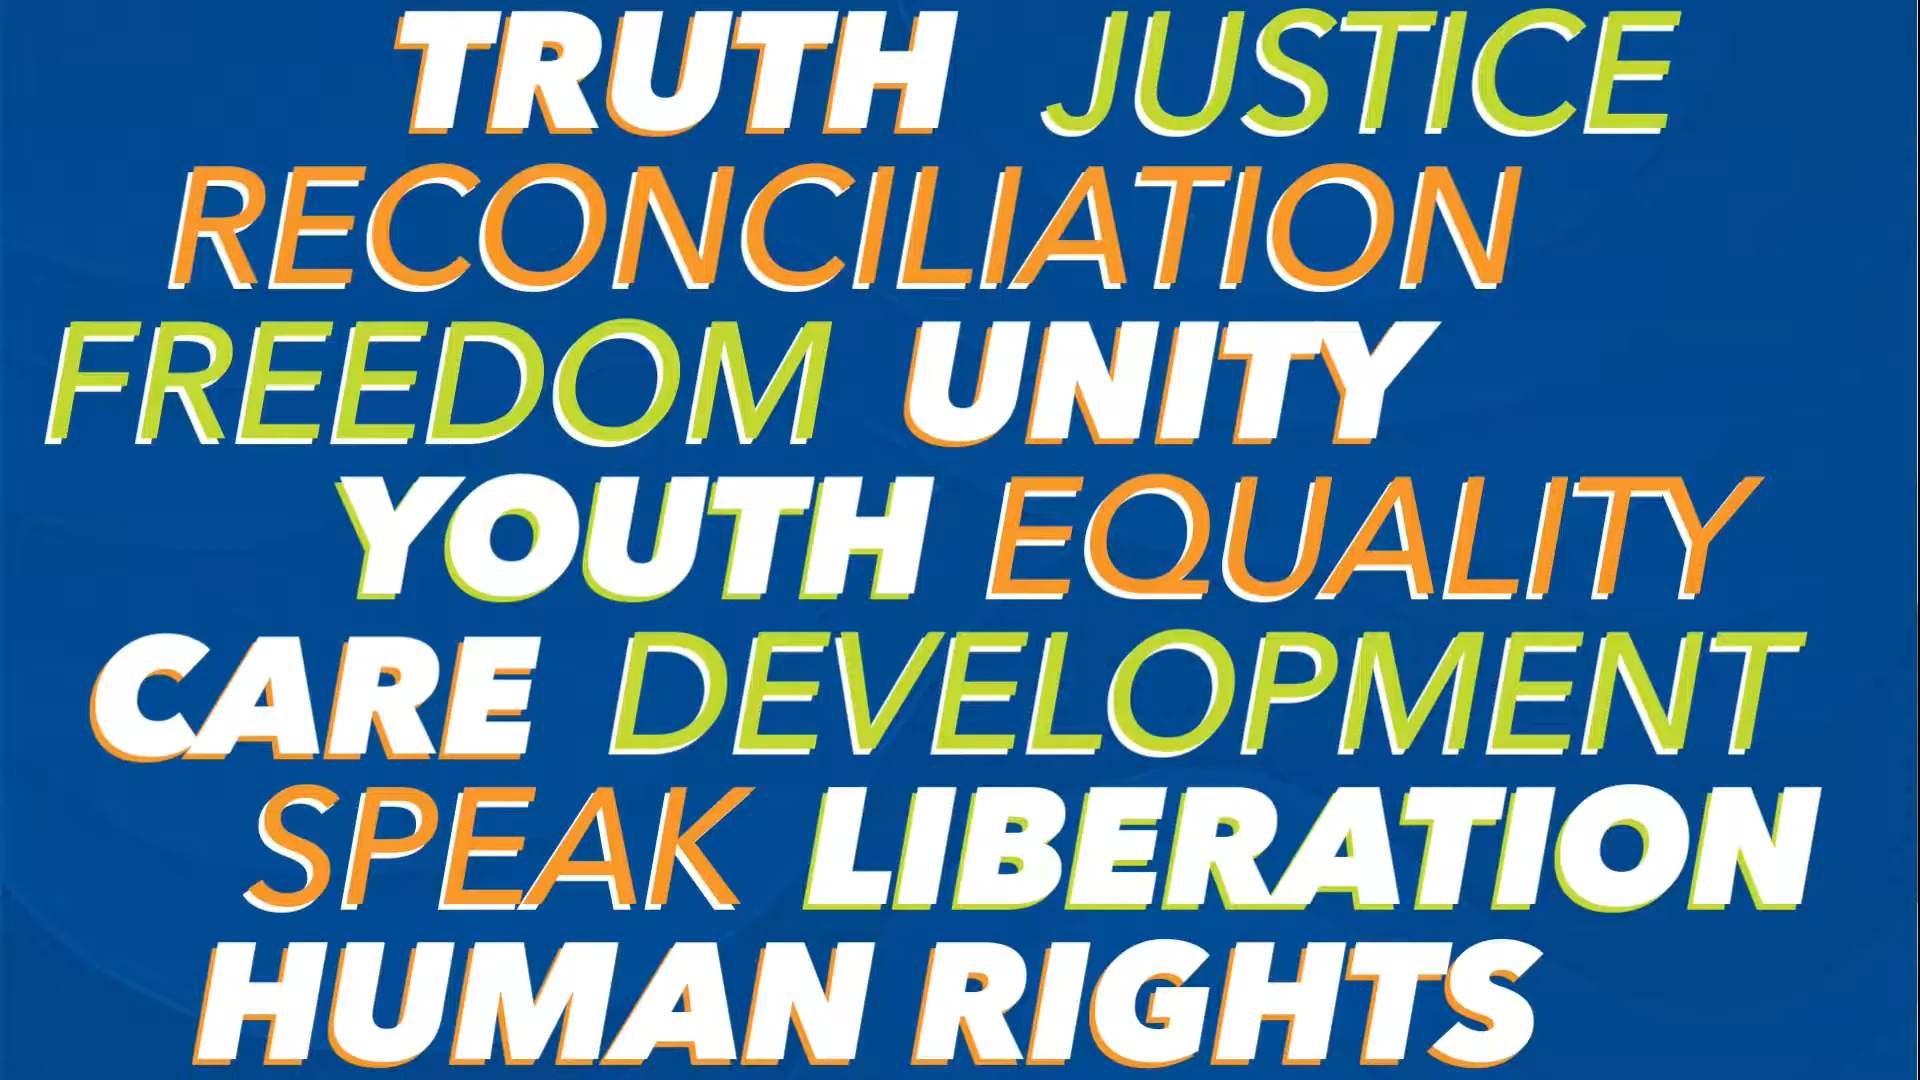 TRUTH JUSTICE
RECONCILIATION
FREEDOM UNITY
YOUTH EQUALITY
CARE DEVELOPMENT
SPEAK LIBERATION
HUMAN RIGHTS